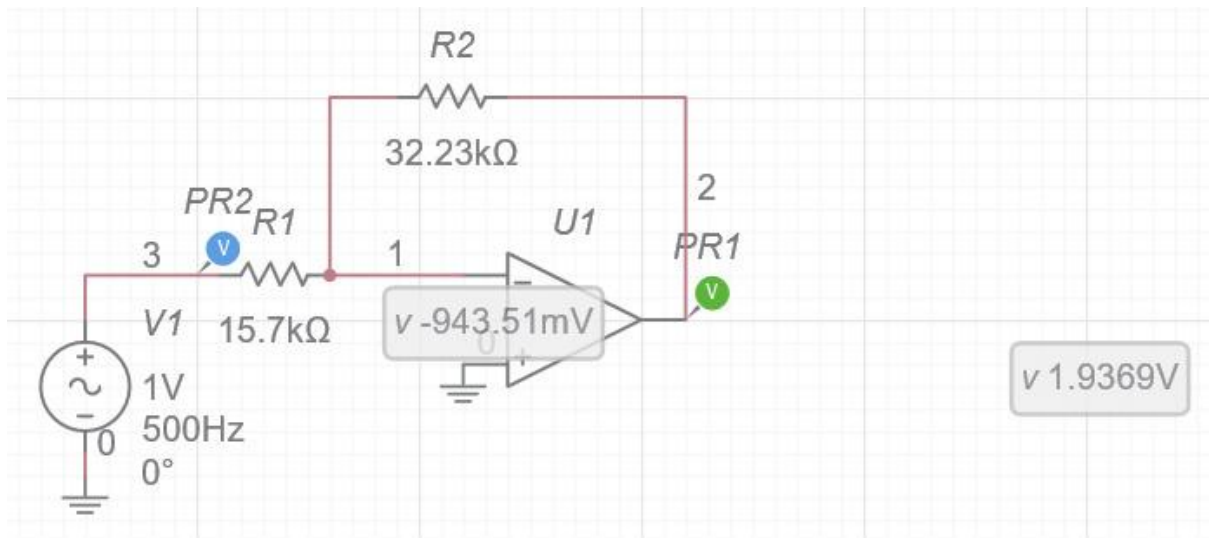 R2
32.23kΩ
2
PR2
R1
U1
PR1
V
3
1
V
V1
15.7kΩ
v -943.51mV
0
v 1.9369V
1V
0
500Hz
0°